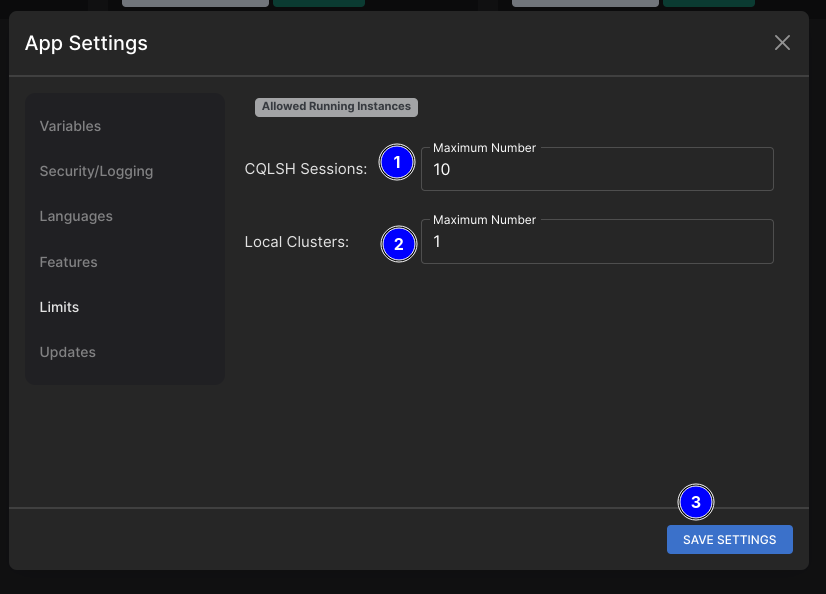 App Settings
Variables
Security/Logging
Languages
Features
Limits
Updates
Allowed Running Instances
CQLSH Sessions:
1
Maximum Number
10
Local Clusters:
2
Maximum Number
1
3
SAVE SETTINGS